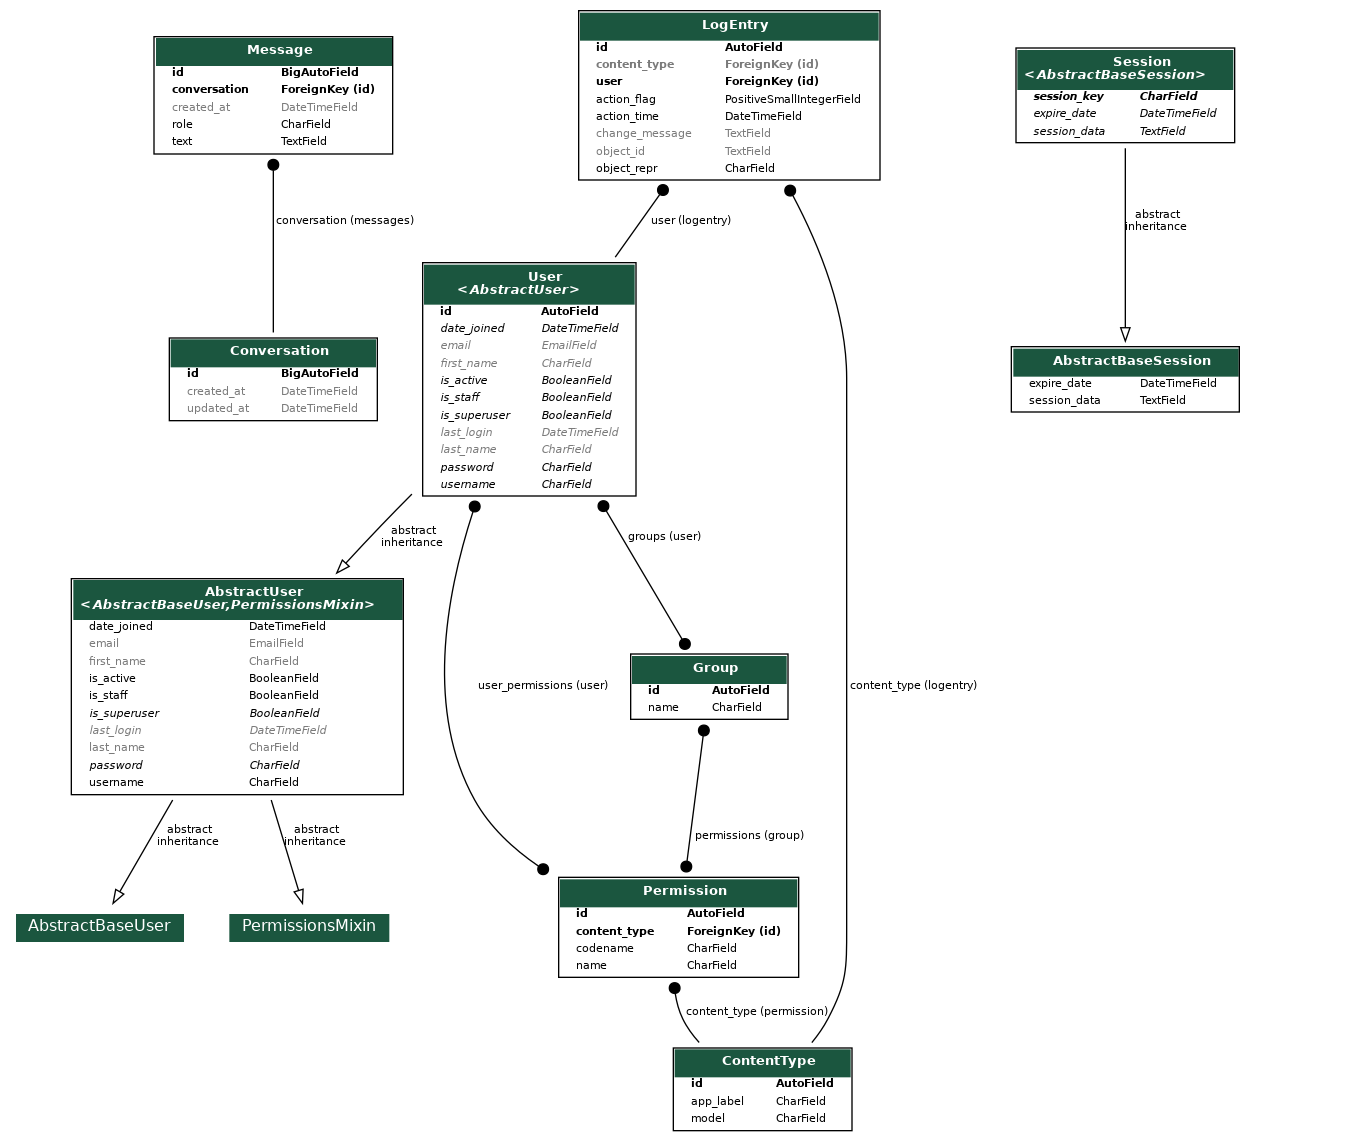 Message
id BigAutoField
conversation ForeignKey (id)
created_at DateTimeField
role CharField
text TextField
conversation (messages)
Conversation
id BigAutoField
created_at DateTimeField
updated_at DateTimeField
LogEntry
id AutoField
content_type ForeignKey (id)
user ForeignKey (id)
action_flag PositiveSmallIntegerField
action_time DateTimeField
change_message TextField
object_id TextField
object_repr CharField
user (logentry)
Session
<AbstractBaseSession>
session_key CharField
expire_date DateTimeField
session_data TextField
abstract
inheritance
AbstractBaseSession
expire_date DateTimeField
session_data TextField
User
<AbstractUser>
id AutoField
date_joined DateTimeField
email EmailField
first_name CharField
is_active BooleanField
is_staff BooleanField
is_superuser BooleanField
last_login DateTimeField
last_name CharField
password CharField
username CharField
abstract
inheritance
groups (user)
AbstractUser
<AbstractBaseUser,PermissionsMixin>
date_joined DateTimeField
email EmailField
first_name CharField
is_active BooleanField
is_staff BooleanField
is_superuser BooleanField
last_login DateTimeField
last_name CharField
password CharField
username CharField
user_permissions (user)
Group
id AutoField
name CharField
content_type (logentry)
abstract
inheritance
abstract
inheritance
permissions (group)
AbstractBaseUser
PermissionsMixin
Permission
id AutoField
content_type ForeignKey (id)
codename CharField
name CharField
content_type (permission)
ContentType
id AutoField
app_label CharField
model CharField